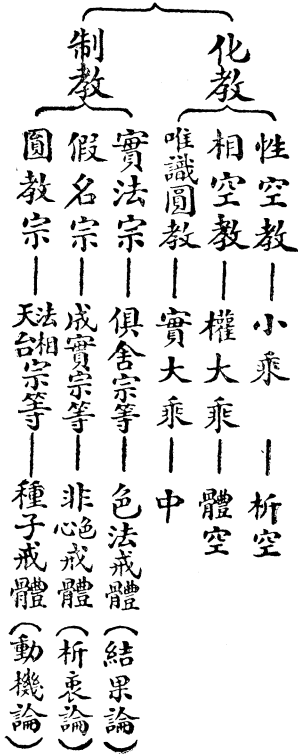 化教
性空教—小乘—析空
相空教—權大乘—體空
唯識圓教—實大乘—中
制教
實法宗—俱舍宗等—色法戒體(結果論)
假名宗—成實宗等—非色心戒體(析衷論)
圓教宗—法相天台宗等—種子戒體(動機論)